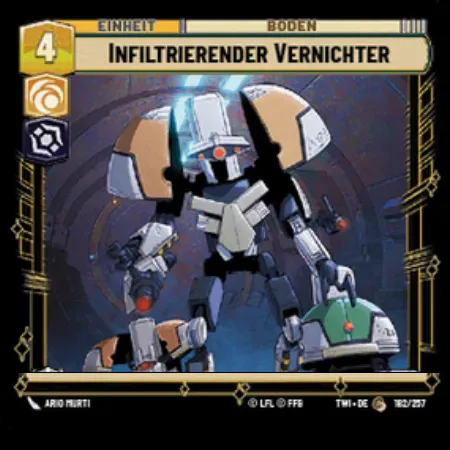 EINHEIT BODEN
4 INFILTRIERENDER VERNICHTER
ARIO MURTI © LFL © FFG TWI • DE 182/257